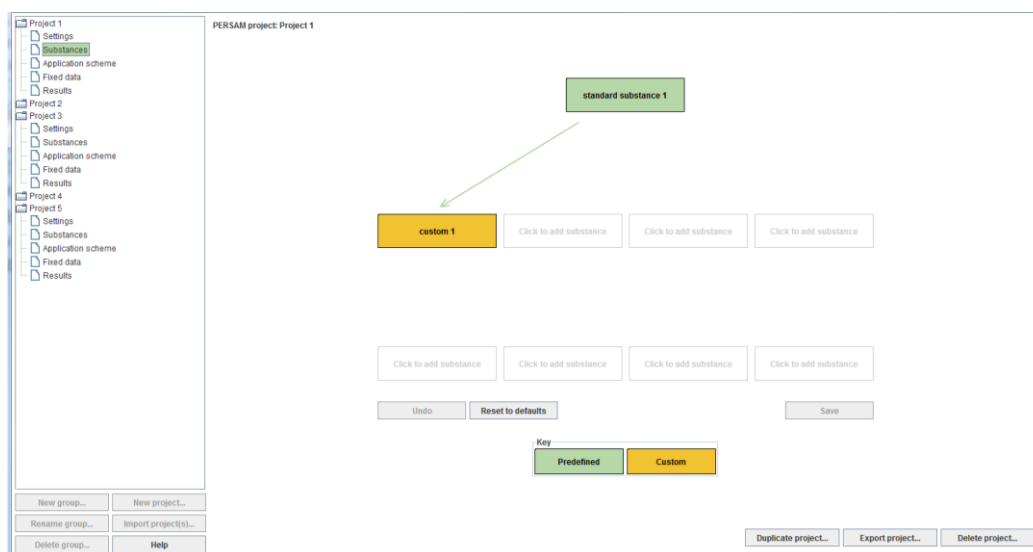 Project 1
Settings
Substances
Application scheme
Fixed data
Results
Project 2
Project 3
Settings
Substances
Application scheme
Fixed data
Results
Project 4
Project 5
Settings
Substances
Application scheme
Fixed data
Results
New group... New project...
Rename group... Import project(s)...
Delete group... Help
PERSAM project: Project 1
standard substance 1
custom 1 Click to add substance Click to add substance Click to add substance
Click to add substance Click to add substance Click to add substance Click to add substance
Undo Reset to defaults Save
Key
Predefined Custom
Duplicate project... Export project... Delete project...